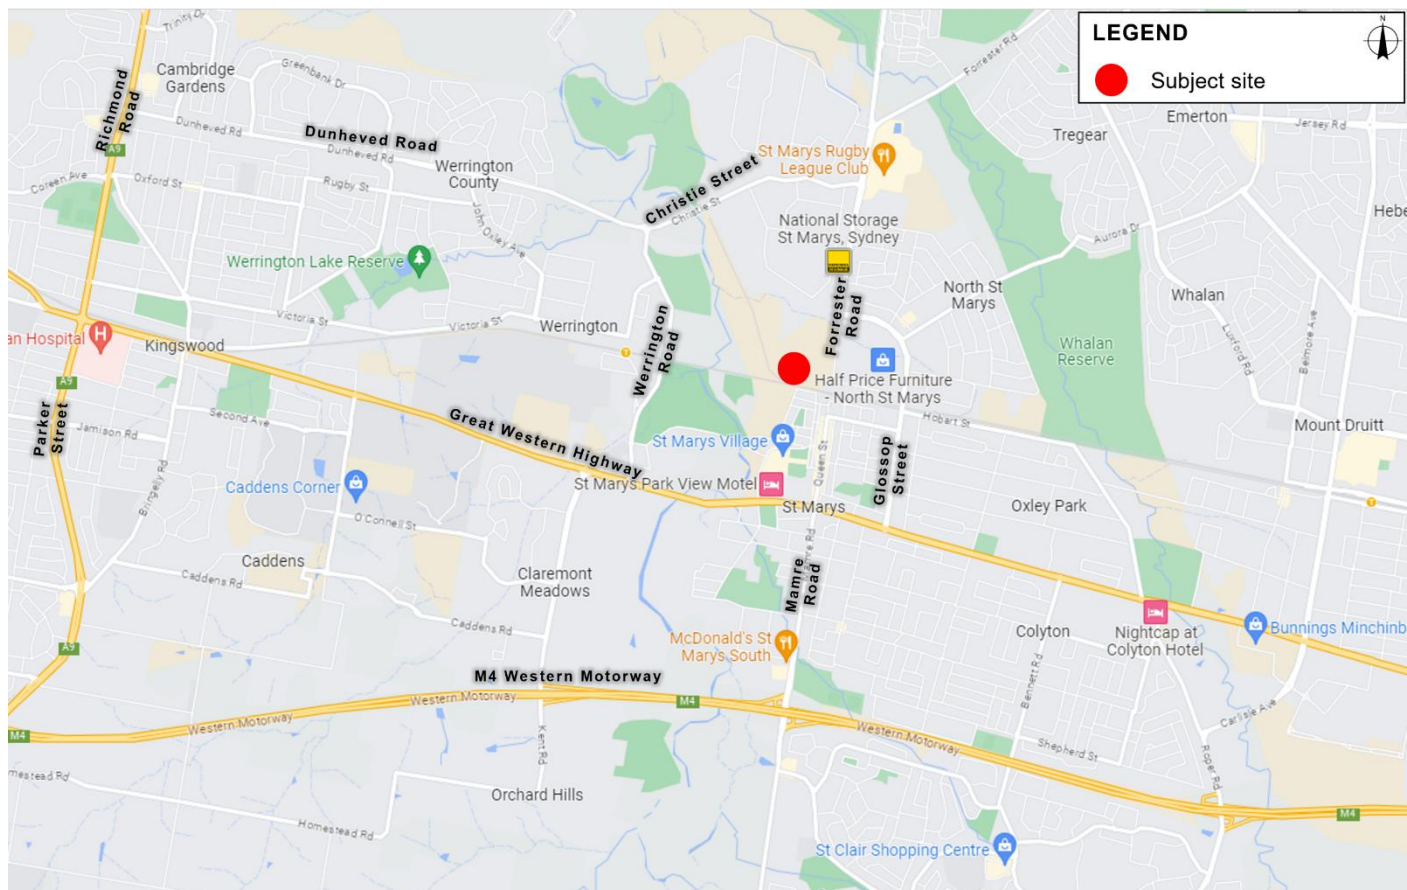 LEGEND
N
Subject site
Trinity Dr
Cambridge
Gardens
Greenbank Dr
Forrester Rd
Richmond
Road
Dunheved Rd
Dunheved Road
Dunheved Rd
Tregear
Emerton
Jersey Rd
A9
Werrington
County
St Marys Rugby
League Club
Coreen Ave
Oxford St
Rugby St
Christie Street
Christie St
John Oxley Ave
National Storage
St Marys, Sydney
Aurora Dr
Hebe
Werrington Lake Reserve
North St
Marys
Whalan
Victoria St
Victoria St
Werrington
Forrester
Road
Luxford Rd
Belmore Ave
an Hospital
H
Kingswood
Werrington
Road
Whalan
Reserve
A9
Half Price Furniture
- North St Marys
Second Ave
Great Western Highway
Hobart St
Parker
Street
Jamison Rd
St Marys Village
Queen St
Glossop
Street
Mount Druitt
Bringelly Rd
Caddens Corner
St Marys Park View Motel
St Marys
Oxley Park
O'Connell St
Caddens
Claremont
Meadows
Mamre
Road
Caddens Rd
Caddens Rd
Colyton
Nightcap at
Colyton Hotel
Bunnings Minchinb
McDonald's St
Marys South
A9
M4 Western Motorway
Western Motorway
M4
Bennett Rd
Carlisle Ave
Western Motorway
Western Motorway
M4
Shepherd St
Kent Rd
Roper Rd
mestead Rd
Orchard Hills
M4
Homestead Rd
St Clair Shopping Centre